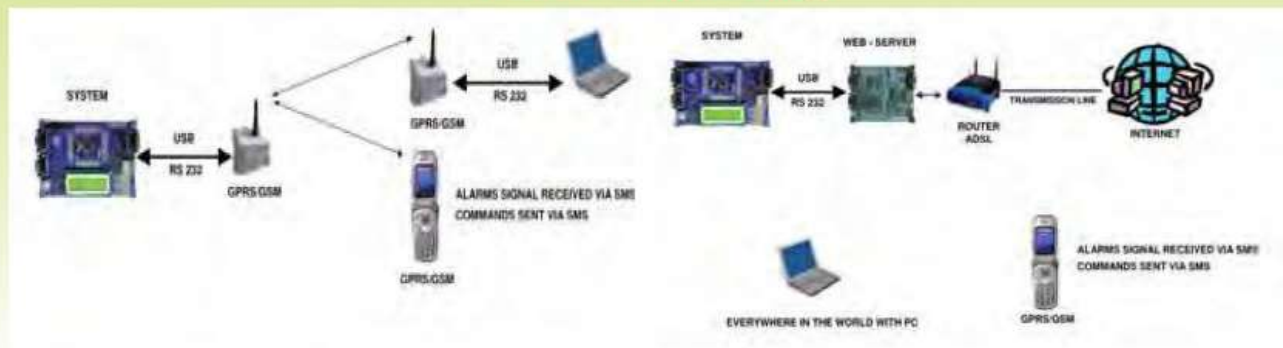 SYSTEM
USB
RS 232
GPRS/GSM
USB
RS 232
GPRS/GSM
ALARMS SIGNAL RECEIVED VIA SMS
COMMANDS SENT VIA SMS
GPRS/GSM
SYSTEM
USB
RS 232
WEB - SERVER
ROUTER
ADSL
TRANSMISSION LINE
INTERNET
EVERYWHERE IN THE WORLD WITH PC
ALARMS SIGNAL RECEIVED VIA SMS
COMMANDS SENT VIA SMS
GPRS/GSM